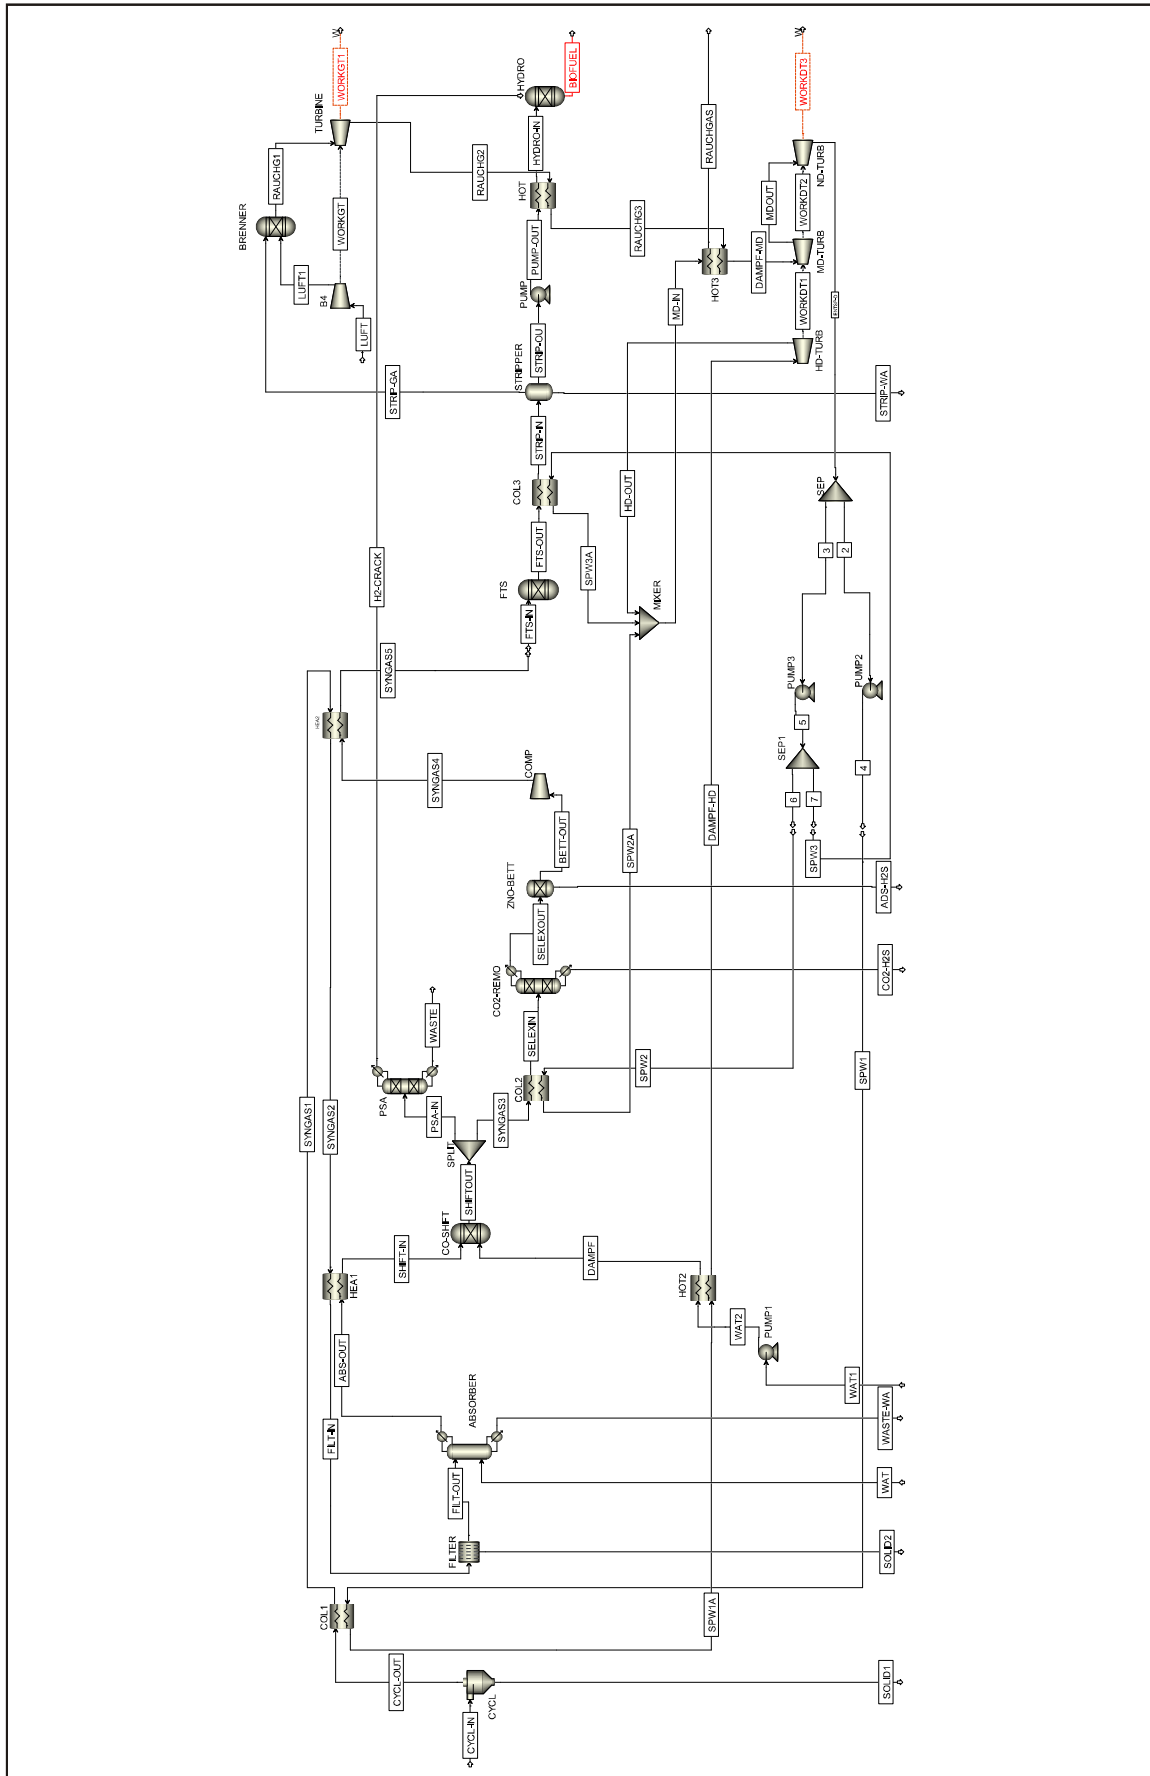 BRENNER
RAUCHG1
LUFT1
SYNGAS1
TURBINE
B4
HEA2
COL1
FILT-IN
SYNGAS2
WORKGT
WORKGT1
W
ABS-OUT
HEA1
LUFT
H2-CRACK
PSA
SYNGAS5
STRIP-GA
CYCL-OUT
SHIFT-IN
WASTE
PSA-IN
SYNGAS4
CO-SHIFT
SPLIT
FILTER
FILT-OUT
ABSORBER
SHIFTOUT
CYCL-IN
CYCL
SYNGAS3
CO2-REMO
ZNO-BETT
COMP
FTS
COL3
STRIPPER
PUMP
HOT
HYDRO
RAUCHG2
COL2
SELEXIN
SELEXOUT
BETT-OUT
FTS-IN
FTS-OUT
STRIP-IN
STRIP-OU
PUMP-OUT
HYDRO-IN
BIOFUEL
DAMPF
SPW3A
SPW2A
HD-OUT
RAUCHG3
SPW2
MIXER
MD-IN
HOT2
SPW1A
DAMPF-HD
HOT3
RAUCHGAS
WAT2
PUMP1
DAMPF-MD
MDOUT
SEP1
PUMP3
6
5
3
SEP
WORKDT1
WORKDT2
WORKDT3
W
7
SPW3
HD-TURB
MD-TURB
ND-TURB
2
WAT1
SPW1
4
PUMP2
SOLID1
SOLID2
WAT
WASTE-WA
CO2-H2S
ADS-H2S
STRIP-WA